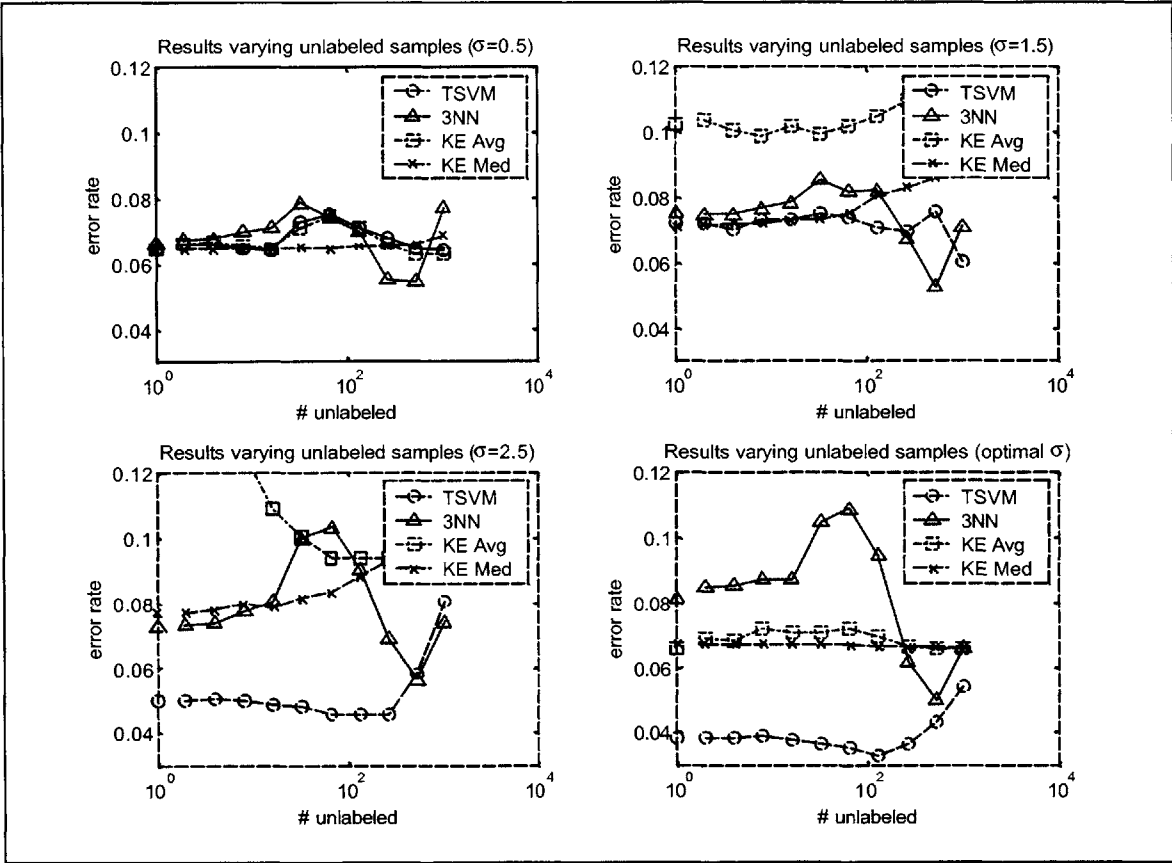 Results varying unlabeled samples (σ=0.5)
0.12
0.1
0.08
0.06
0.04
error rate
TSVM
3NN
KE Avg
KE Med
10^0
10^2
10^4
# unlabeled
Results varying unlabeled samples (σ=1.5)
0.12
0.1
0.08
0.06
0.04
error rate
TSVM
3NN
KE Avg
KE Med
10^0
10^2
10^4
# unlabeled
Results varying unlabeled samples (σ=2.5)
0.12
0.1
0.08
0.06
0.04
error rate
TSVM
3NN
KE Avg
KE Med
10^0
10^2
10^4
# unlabeled
Results varying unlabeled samples (optimal σ)
0.12
0.1
0.08
0.06
0.04
error rate
TSVM
3NN
KE Avg
KE Med
10^0
10^2
10^4
# unlabeled